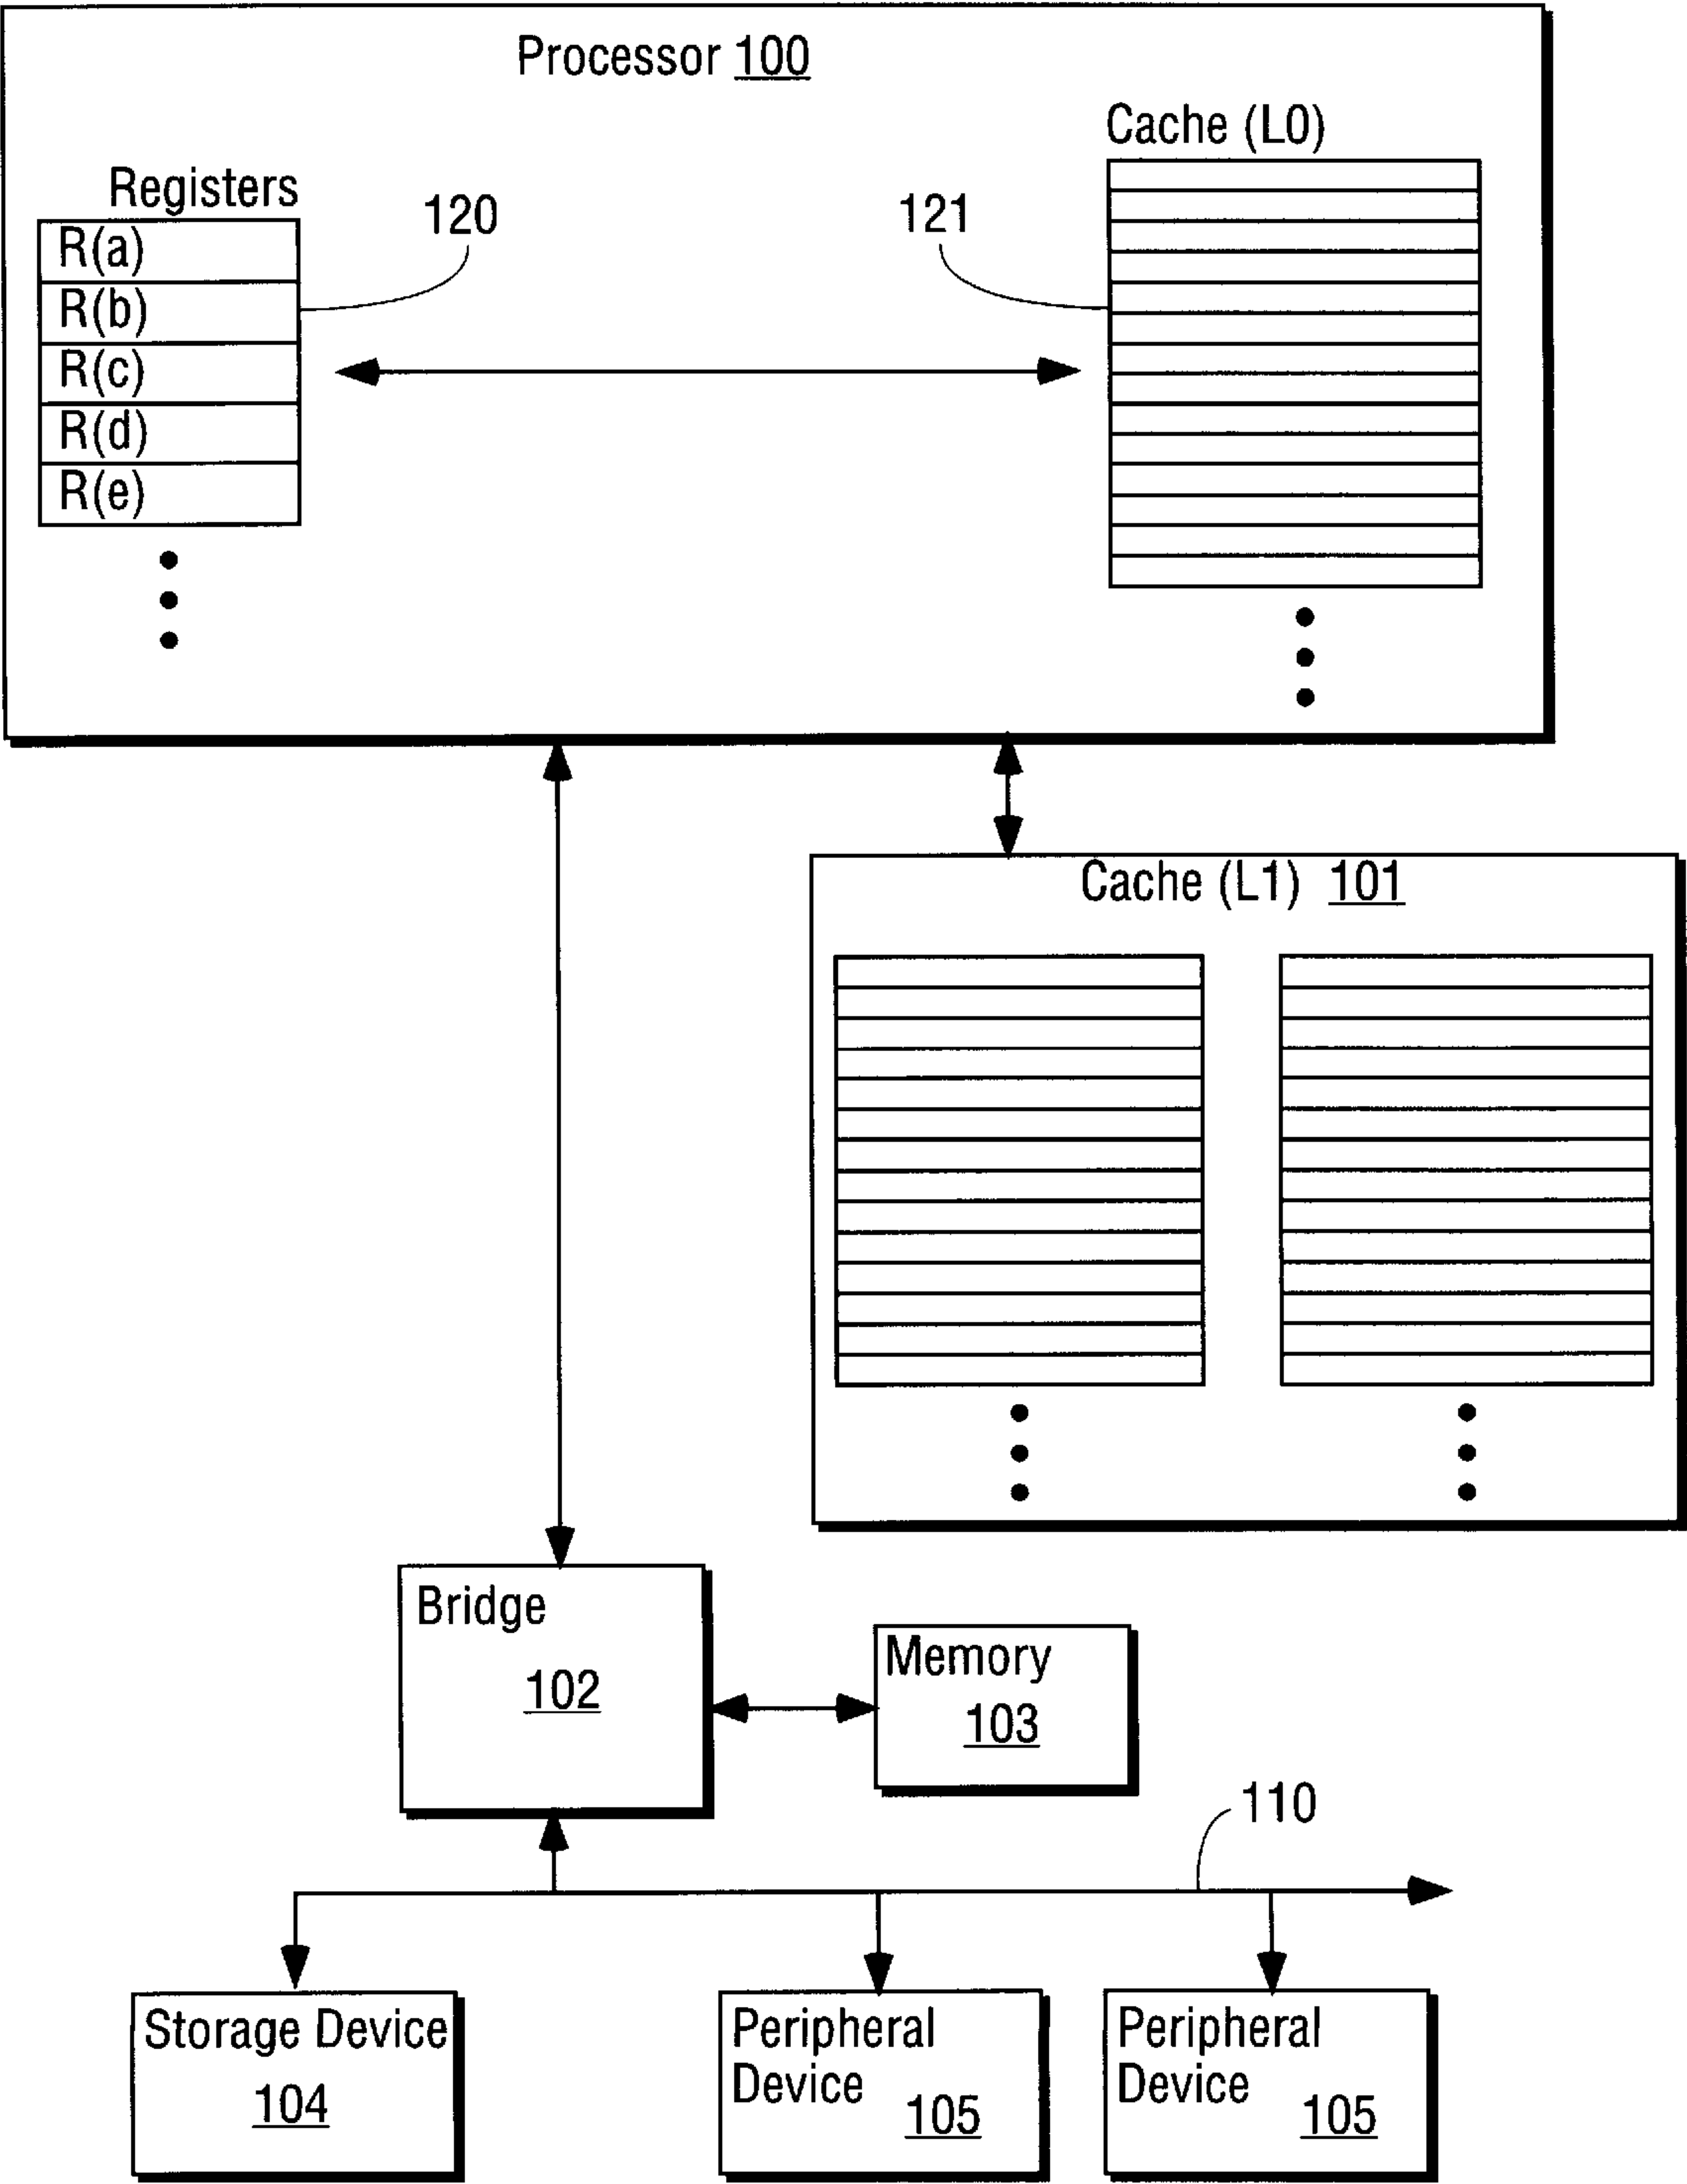 Processor 100
Cache (L0)
Registers
120
121
R(a)
R(b)
R(c)
R(d)
R(e)
Cache (L1) 101
Bridge
102
Memory
103
110
Storage Device
104
Peripheral
Device
105
Peripheral
Device
105